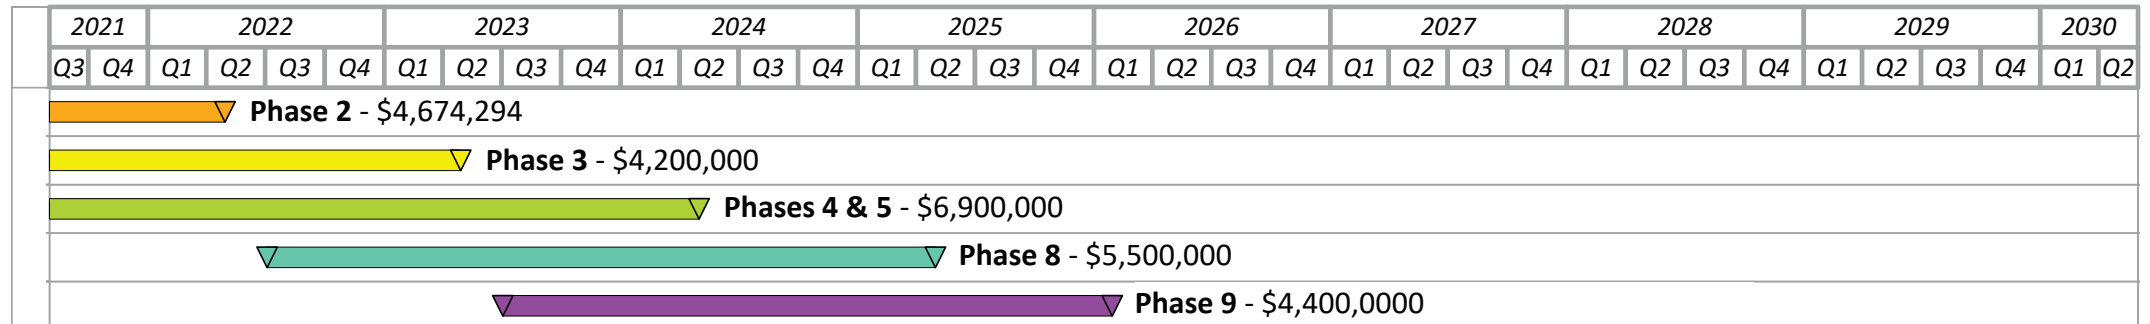 2021 2022 2023 2024 2025 2026 2027 2028 2029 2030
Q3 Q4 Q1 Q2 Q3 Q4 Q1 Q2 Q3 Q4 Q1 Q2 Q3 Q4 Q1 Q2 Q3 Q4 Q1 Q2 Q3 Q4 Q1 Q2 Q3 Q4 Q1 Q2 Q3 Q4 Q1 Q2 Q3 Q4 Q1 Q2
Phase 2 - $4,674,294
Phase 3 - $4,200,000
Phases 4 & 5 - $6,900,000
Phase 8 - $5,500,000
Phase 9 - $4,400,0000